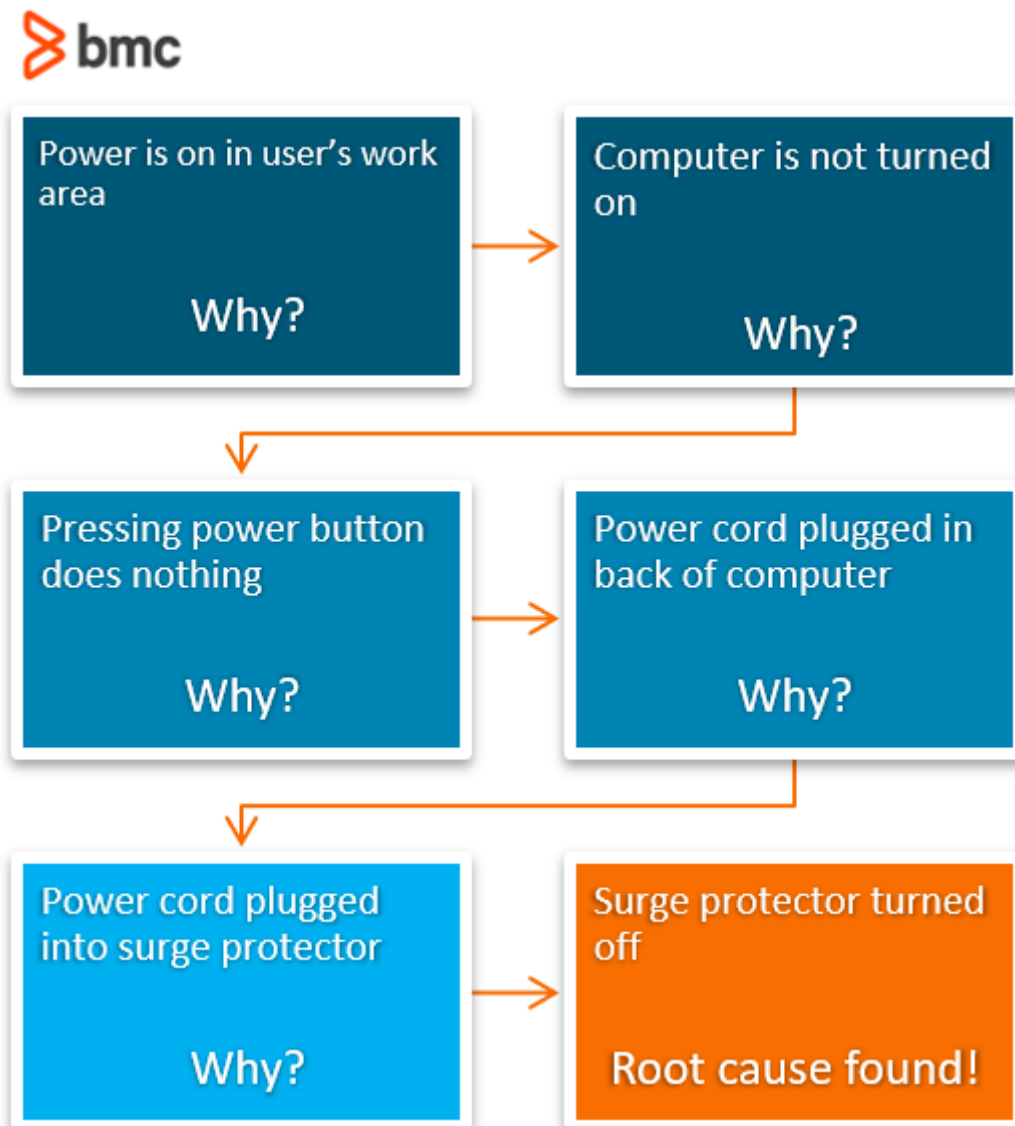 bmc
Power is on in user's work
area
Why?
Computer is not turned
on
Why?
Pressing power button
does nothing
Why?
Power cord plugged in
back of computer
Why?
Power cord plugged
into surge protector
Why?
Surge protector turned
off
Root cause found!